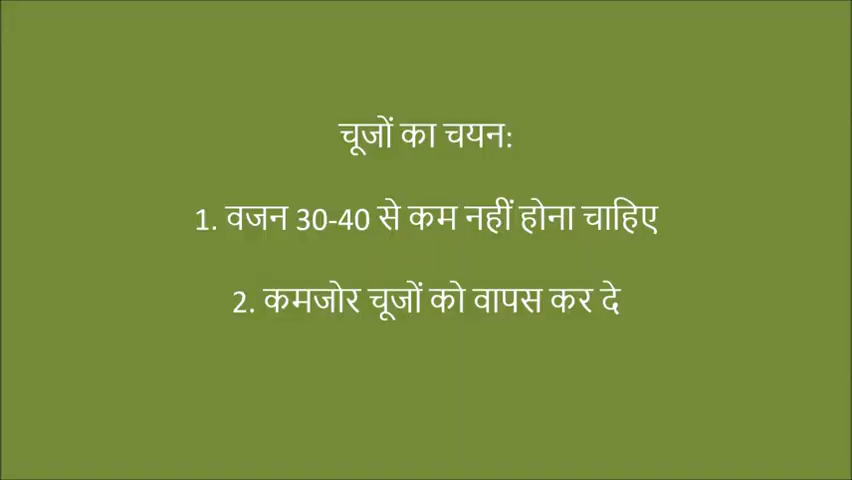 चूजों का चयन:
1. वजन 30-40 से कम नहीं होना चाहिए
2. कमजोर चूजों को वापस कर दे